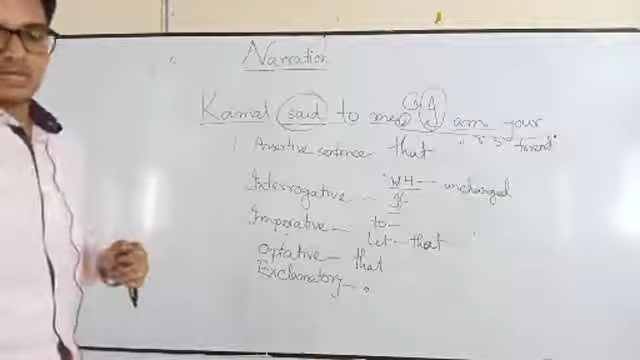 Narration
Kamal said to me, "I am your
friend"
Assertive sentence that
Interrogative -- "WH -- unchanged
If-
Imperative -- to-
Let - that
Optative - that
Exclamatory -